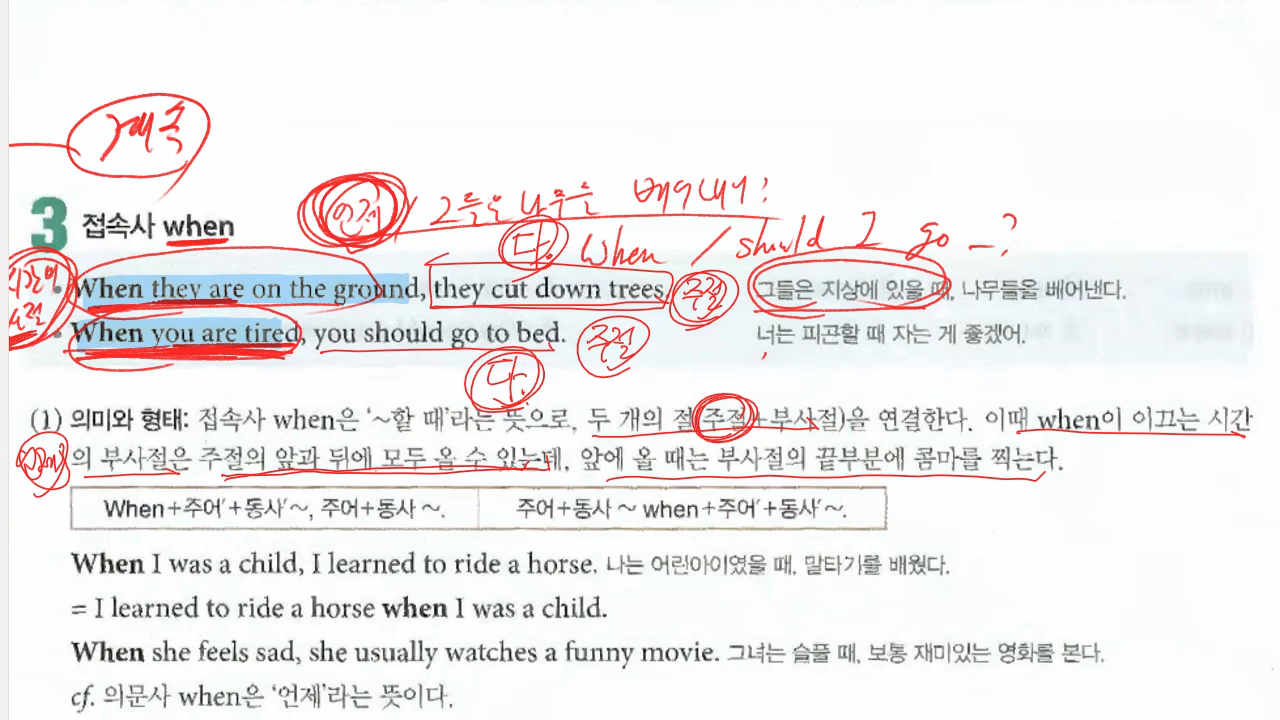 계속
언제 그들은 나무를 베어내니?
3 접속사 when
다. When / should I go ?
• When they are on the ground, they cut down trees. 주절 그들은 지상에 있을 때, 나무들을 베어낸다.
• When you are tired, you should go to bed. 주절 너는 피곤할 때 자는 게 좋겠어.
다.
(1) 의미와 형태: 접속사 when은 '~할 때'라는 뜻으로, 두 개의 절(주절+부사절)을 연결한다. 이때 when이 이끄는 시간
의 부사절은 주절의 앞과 뒤에 모두 올 수 있는데, 앞에 올 때는 부사절의 끝부분에 콤마를 찍는다.
When+주어′+동사′~, 주어+동사~. 주어+동사~ when+주어′+동사′~.
When I was a child, I learned to ride a horse. 나는 어린아이였을 때, 말타기를 배웠다.
= I learned to ride a horse when I was a child.
When she feels sad, she usually watches a funny movie. 그녀는 슬플 때, 보통 재미있는 영화를 본다.
cf. 의문사 when은 '언제'라는 뜻이다.